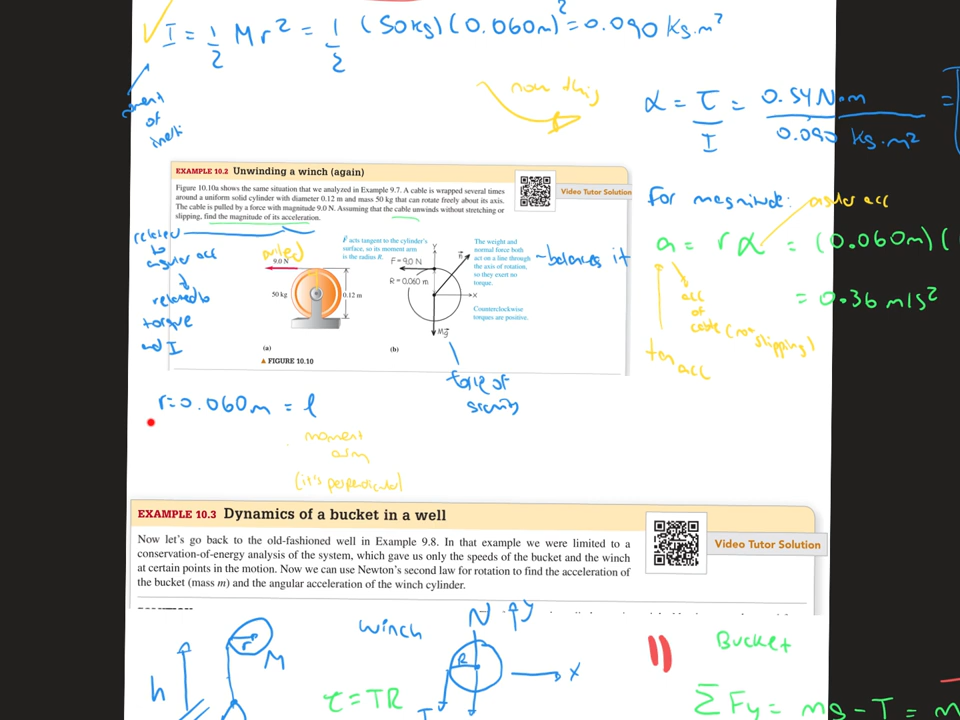 √ I = 1/2 Mr² = 1/2 (50kg)(0.060m)² = 0.090 kg·m²
moment
of
inerti
now this
α = τ/I = 0.54 N·m / 0.090 kg·m² =
EXAMPLE 10.2 Unwinding a winch (again)
Figure 10.10a shows the same situation that we analyzed in Example 9.7. A cable is wrapped several times
around a uniform solid cylinder with diameter 0.12 m and mass 50 kg that can rotate freely about its axis.
The cable is pulled by a force with magnitude 9.0 N. Assuming that the cable unwinds without stretching or
slipping, find the magnitude of its acceleration.
Video Tutor Solution
related
to
angular acc
related to
torque
and I
pulled
9.0 N
50 kg
0.12 m
(a)
▲ FIGURE 10.10
F acts tangent to the cylinder's
surface, so its moment arm
is the radius R.
F = 9.0 N
R = 0.060 m
y
n
x
Mg
(b)
The weight and
normal force both
act on a line through
the axis of rotation,
so they exert no
torque.
Counterclockwise
torques are positive.
~balances it
force of
gravity
For magnitude: angular acc
a = rα = (0.060m)(
= 0.36 m/s²
acc
of
cable (not slipping)
tan
acc
r=0.060m = l
moment
arm
(it's perpendicular)
EXAMPLE 10.3 Dynamics of a bucket in a well
Now let's go back to the old-fashioned well in Example 9.8. In that example we were limited to a
conservation-of-energy analysis of the system, which gave us only the speeds of the bucket and the winch
at certain points in the motion. Now we can use Newton's second law for rotation to find the acceleration of
the bucket (mass m) and the angular acceleration of the winch cylinder.
Video Tutor Solution
h
r
M
Winch
τ = TR
N
y
R
x
T
Bucket
ΣFy = mg - T = m